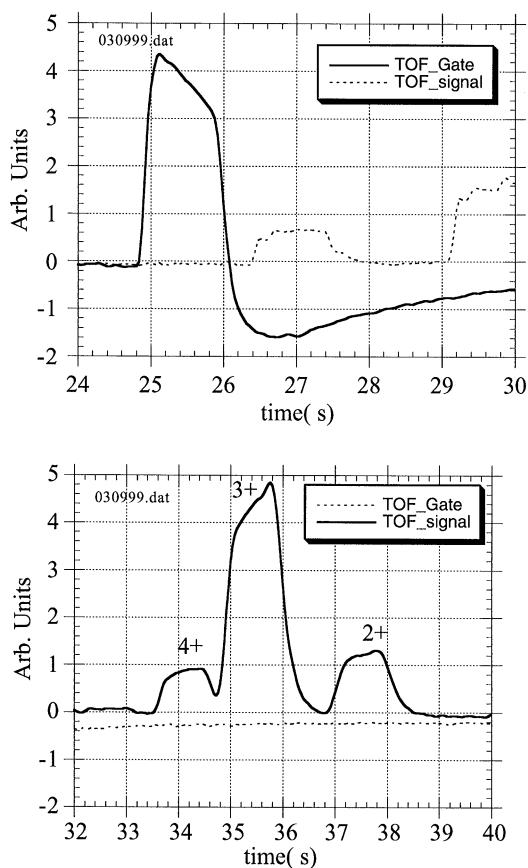 030999.dat
TOF_Gate
TOF_signal
Arb. Units
5
4
3
2
1
0
-1
-2
24 25 26 27 28 29 30
time( s)
030999.dat
TOF_Gate
TOF_signal
3+
4+
2+
Arb. Units
5
4
3
2
1
0
-1
-2
32 33 34 35 36 37 38 39 40
time( s)